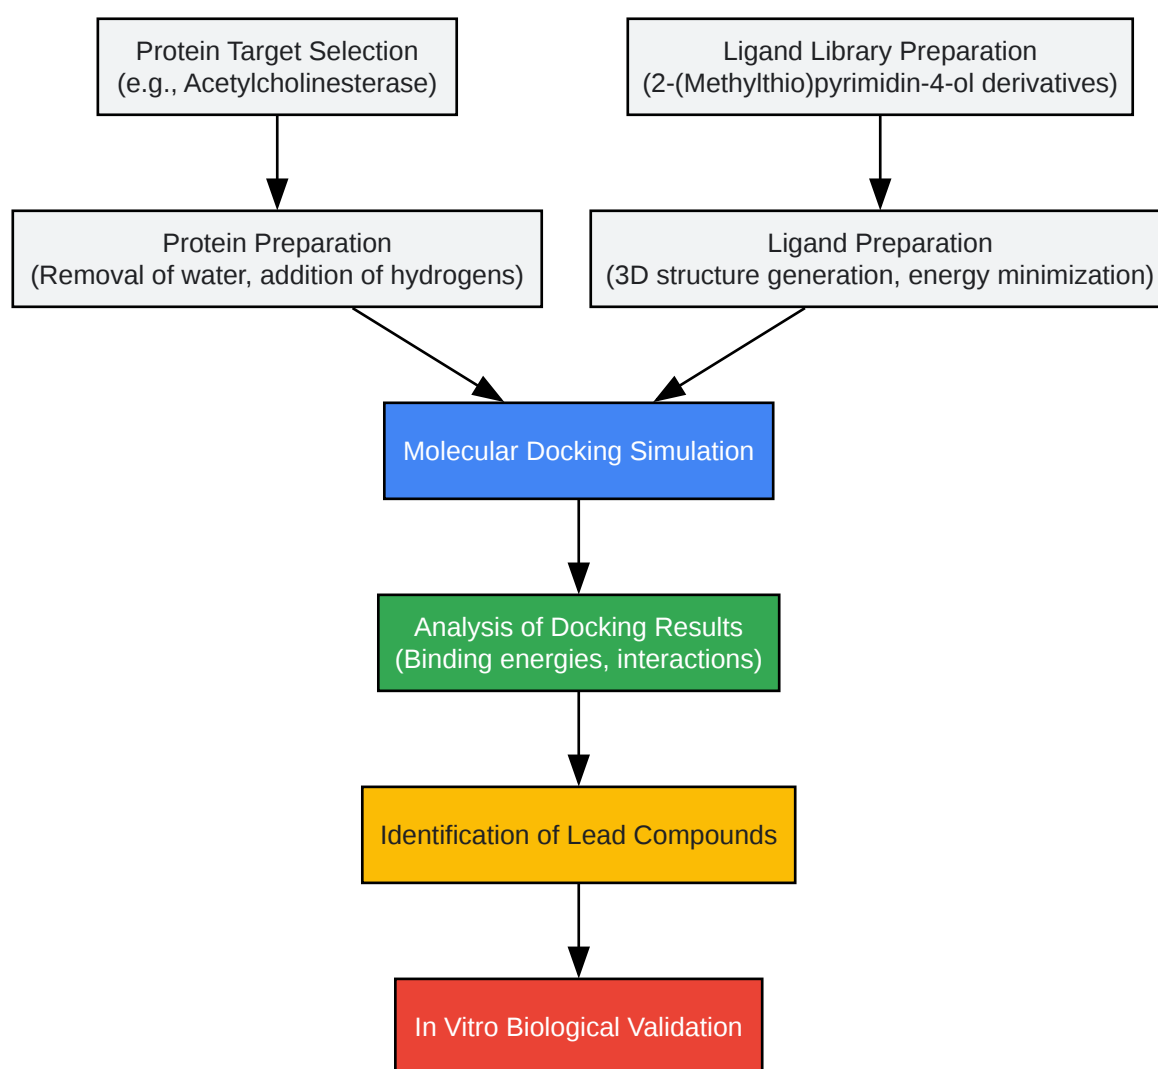 Protein Target Selection
(e.g., Acetylcholinesterase)
Ligand Library Preparation
(2-(Methylthio)pyrimidin-4-ol derivatives)
Protein Preparation
(Removal of water, addition of hydrogens)
Ligand Preparation
(3D structure generation, energy minimization)
Molecular Docking Simulation
Analysis of Docking Results
(Binding energies, interactions)
Identification of Lead Compounds
In Vitro Biological Validation